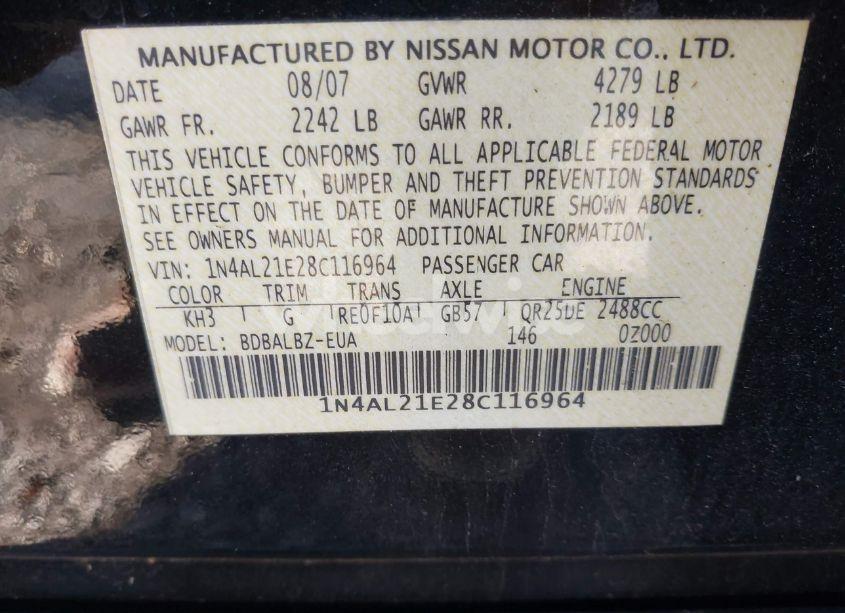 MANUFACTURED BY NISSAN MOTOR CO., LTD.
DATE 08/07 GVWR 4279 LB
GAWR FR. 2242 LB GAWR RR. 2189 LB
THIS VEHICLE CONFORMS TO ALL APPLICABLE FEDERAL MOTOR
VEHICLE SAFETY, BUMPER AND THEFT PREVENTION STANDARDS
IN EFFECT ON THE DATE OF MANUFACTURE SHOWN ABOVE.
SEE OWNERS MANUAL FOR ADDITIONAL INFORMATION.
VIN: 1N4AL21E28C116964 PASSENGER CAR
COLOR TRIM TRANS AXLE ENGINE
KH3 G RE0F10A GB57 QR25DE 2488CC
MODEL: BDBALBZ-EUA 146 0Z000
1N4AL21E28C116964